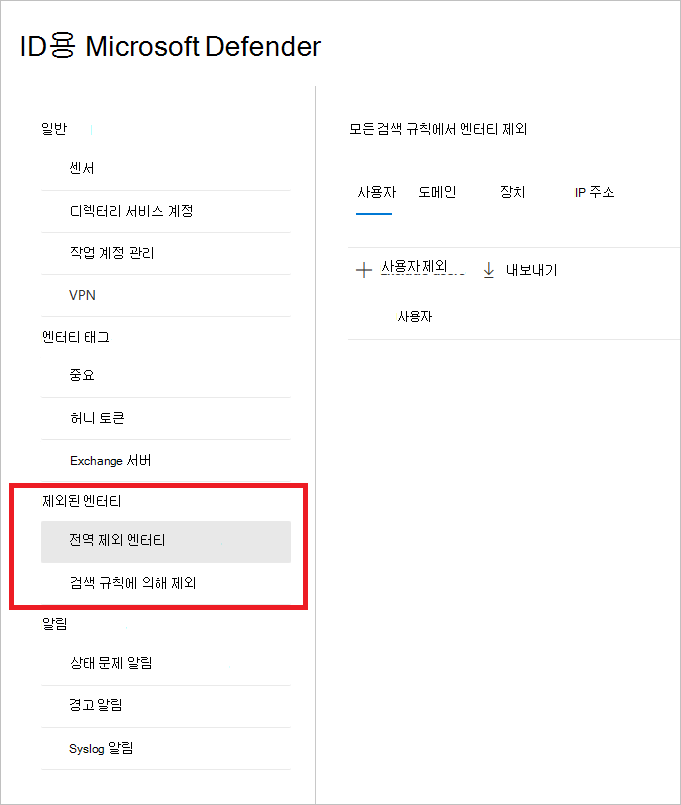 ID용 Microsoft Defender
일반
센서
디렉터리 서비스 계정
작업 계정 관리
VPN
엔터티 태그
중요
허니 토큰
Exchange 서버
제외된 엔터티
전역 제외 엔터티
검색 규칙에 의해 제외
알림
상태 문제 알림
경고 알림
Syslog 알림
모든 검색 규칙에서 엔터티 제외
사용자 도메인 장치 IP 주소
사용자 제외 내보내기
사용자